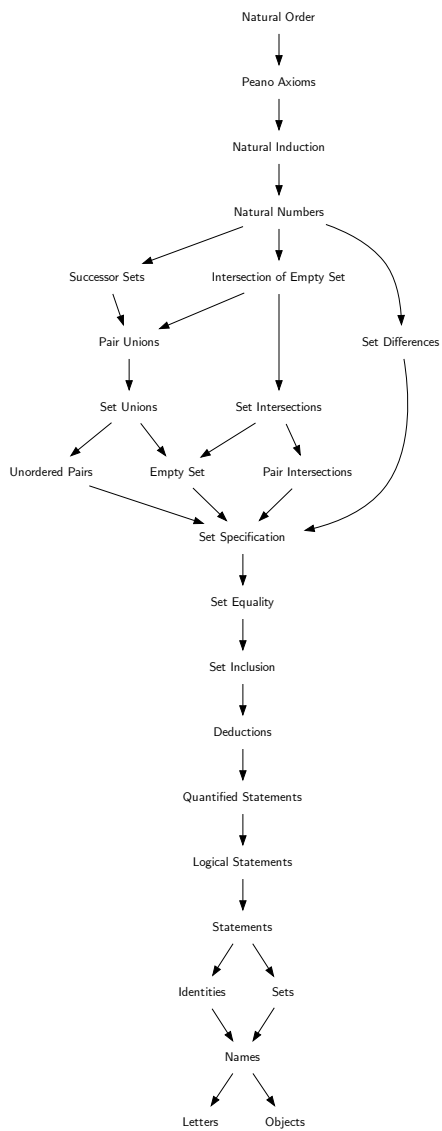 Natural Order
Peano Axioms
Natural Induction
Natural Numbers
Successor Sets
Intersection of Empty Set
Pair Unions
Set Differences
Set Unions
Set Intersections
Unordered Pairs
Empty Set
Pair Intersections
Set Specification
Set Equality
Set Inclusion
Deductions
Quantified Statements
Logical Statements
Statements
Identities
Sets
Names
Letters
Objects